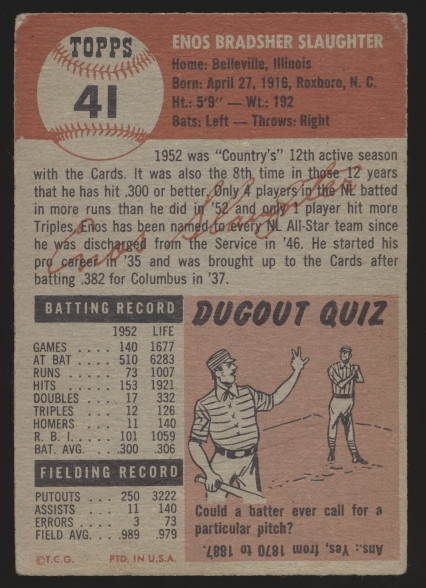 TOPPS
41
ENOS BRADSHER SLAUGHTER
Home: Belleville, Illinois
Born: April 27, 1916, Roxboro, N. C.
Ht.: 5'9" — Wt.: 192
Bats: Left — Throws: Right
1952 was "Country's" 12th active season
with the Cards. It was also the 8th time in those 12 years
that he has hit .300 or better. Only 4 players in the NL batted
in more runs than he did in '52 and only 1 player hit more
Triples. Enos has been named to every NL All-Star team since
he was discharged from the Service in '46. He started his
pro career in '35 and was brought up to the Cards after
batting .382 for Columbus in '37.
Enos Slaughter
BATTING RECORD
1952 LIFE
GAMES .... 140 1677
AT BAT .... 510 6283
RUNS .... 73 1007
HITS .... 153 1921
DOUBLES .. 17 332
TRIPLES .. 12 126
HOMERS .. 11 140
R. B. I. .... 101 1059
BAT. AVG... .300 .306
FIELDING RECORD
PUTOUTS .. 250 3222
ASSISTS .. 11 140
ERRORS .. 3 73
FIELD AVG. .989 .979
©T.C.G. PTD. IN U.S.A.
DUGOUT QUIZ
Could a batter ever call for a
particular pitch?
Ans.: Yes, from 1870 to 1887.